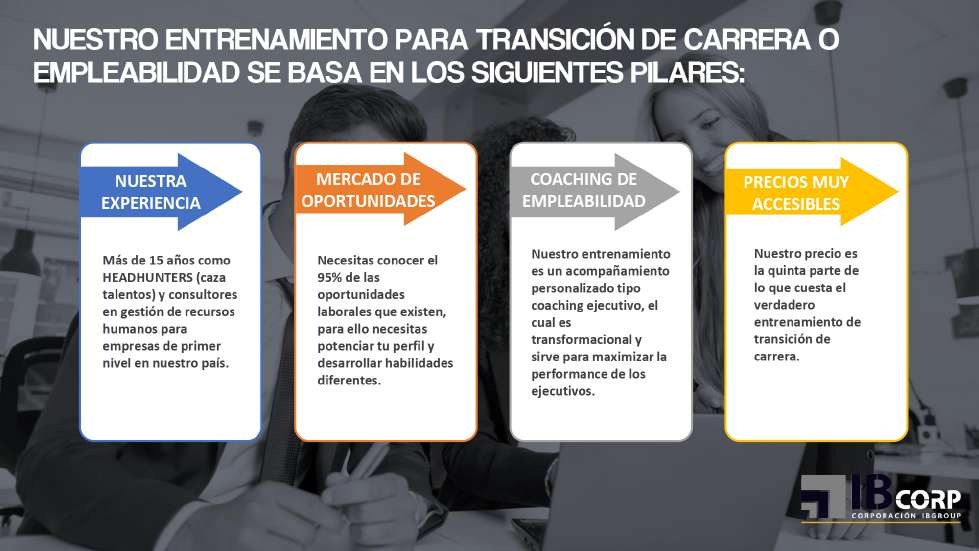 NUESTRO ENTRENAMIENTO PARA TRANSICIÓN DE CARRERA O
EMPLEABILIDAD SE BASA EN LOS SIGUIENTES PILARES:
NUESTRA
EXPERIENCIA
Más de 15 años como
HEADHUNTERS (caza
talentos) y consultores
en gestión de recursos
humanos para
empresas de primer
nivel en nuestro país.
MERCADO DE
OPORTUNIDADES
Necesitas conocer el
95% de las
oportunidades
laborales que existen,
para ello necesitas
potenciar tu perfil y
desarrollar habilidades
diferentes.
COACHING DE
EMPLEABILIDAD
Nuestro entrenamiento
es un acompañamiento
personalizado tipo
coaching ejecutivo, el
cual es
transformacional y
sirve para maximizar la
performance de los
ejecutivos.
PRECIOS MUY
ACCESIBLES
Nuestro precio es
la quinta parte de
lo que cuesta el
verdadero
entrenamiento de
transición de
carrera.
IBCORP
CORPORACIÓN IBGROUP